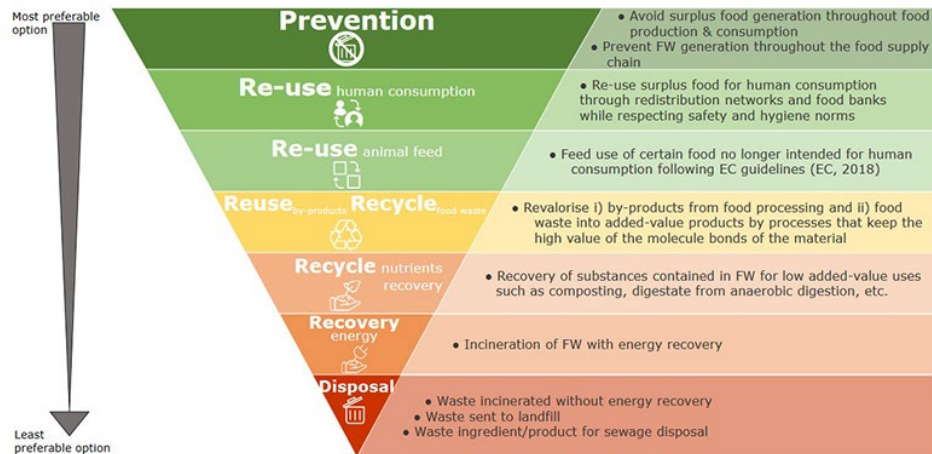 Most preferable
option
Prevention
● Avoid surplus food generation throughout food
production & consumption
● Prevent FW generation throughout the food supply
chain
Re-use human consumption
● Re-use surplus food for human consumption
through redistribution networks and food banks
while respecting safety and hygiene norms
Re-use animal feed
● Feed use of certain food no longer intended for human
consumption following EC guidelines (EC, 2018)
Reuse by-products Recycle food waste
● Revalorise i) by-products from food processing and ii) food
waste into added-value products by processes that keep the
high value of the molecule bonds of the material
Recycle nutrients
recovery
● Recovery of substances contained in FW for low added-value uses
such as composting, digestate from anaerobic digestion, etc.
Recovery
energy
● Incineration of FW with energy recovery
Disposal
● Waste incinerated without energy recovery
● Waste sent to landfill
● Waste ingredient/product for sewage disposal
Least
preferable option